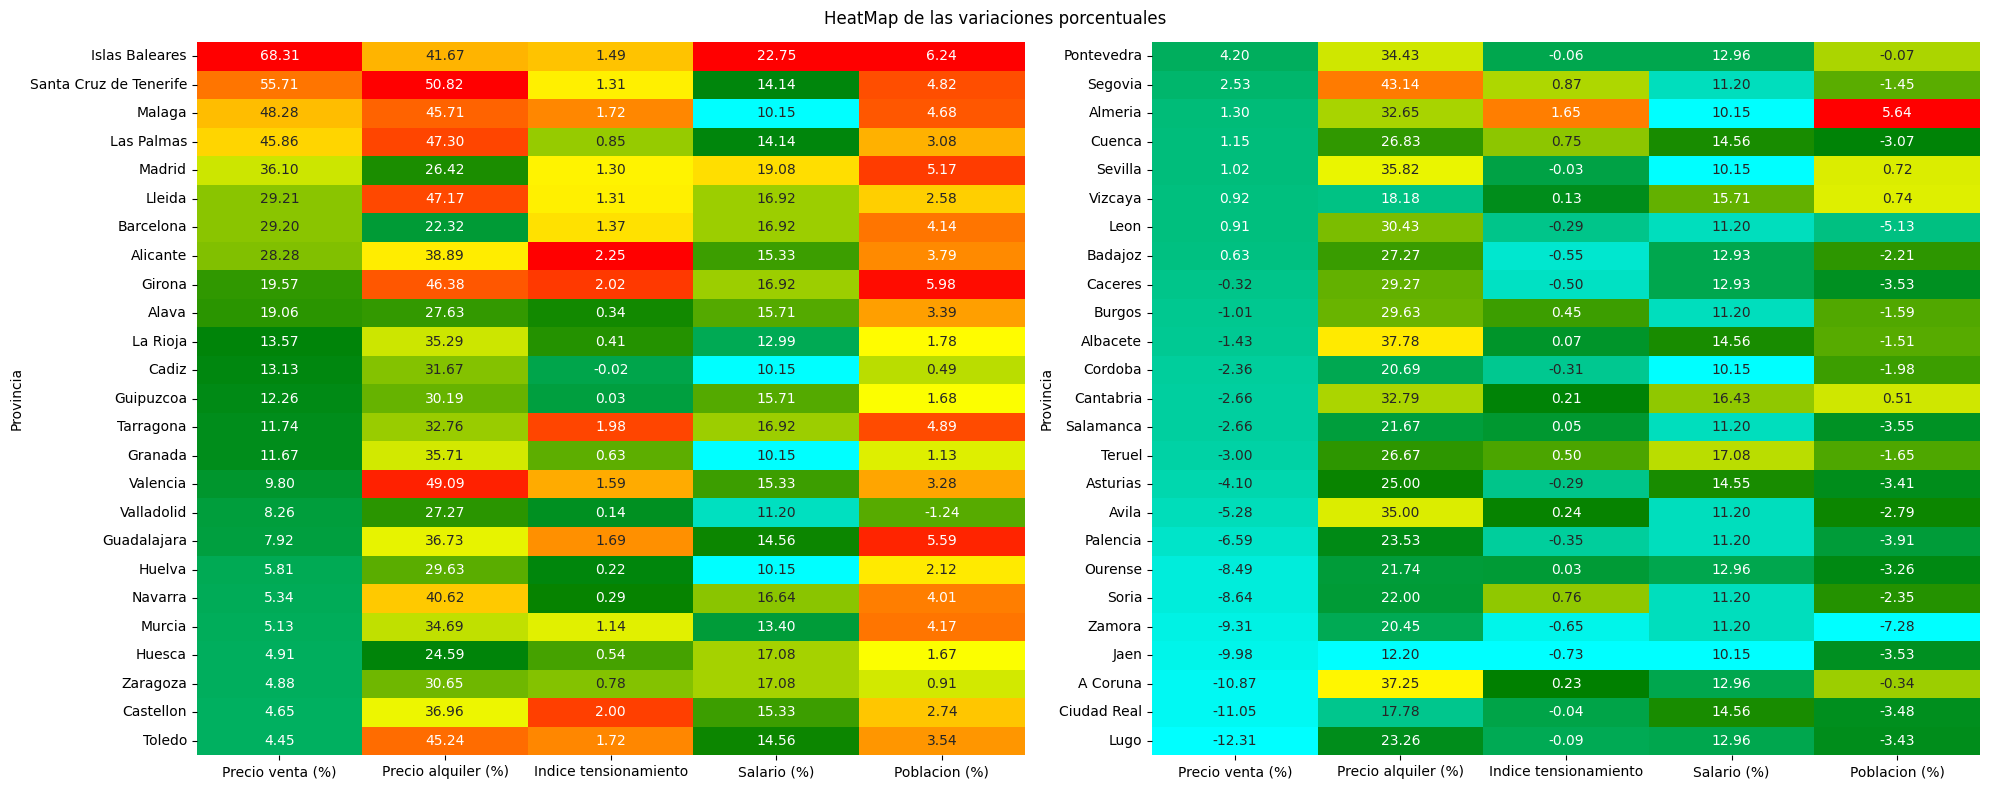 HeatMap de las variaciones porcentuales
Provincia
Islas Baleares 68.31 41.67 1.49 22.75 6.24
Santa Cruz de Tenerife 55.71 50.82 1.31 14.14 4.82
Malaga 48.28 45.71 1.72 10.15 4.68
Las Palmas 45.86 47.30 0.85 14.14 3.08
Madrid 36.10 26.42 1.30 19.08 5.17
Lleida 29.21 47.17 1.31 16.92 2.58
Barcelona 29.20 22.32 1.37 16.92 4.14
Alicante 28.28 38.89 2.25 15.33 3.79
Girona 19.57 46.38 2.02 16.92 5.98
Alava 19.06 27.63 0.34 15.71 3.39
La Rioja 13.57 35.29 0.41 12.99 1.78
Cadiz 13.13 31.67 -0.02 10.15 0.49
Guipuzcoa 12.26 30.19 0.03 15.71 1.68
Tarragona 11.74 32.76 1.98 16.92 4.89
Granada 11.67 35.71 0.63 10.15 1.13
Valencia 9.80 49.09 1.59 15.33 3.28
Valladolid 8.26 27.27 0.14 11.20 -1.24
Guadalajara 7.92 36.73 1.69 14.56 5.59
Huelva 5.81 29.63 0.22 10.15 2.12
Navarra 5.34 40.62 0.29 16.64 4.01
Murcia 5.13 34.69 1.14 13.40 4.17
Huesca 4.91 24.59 0.54 17.08 1.67
Zaragoza 4.88 30.65 0.78 17.08 0.91
Castellon 4.65 36.96 2.00 15.33 2.74
Toledo 4.45 45.24 1.72 14.56 3.54
Precio venta (%) Precio alquiler (%) Indice tensionamiento Salario (%) Poblacion (%)
Provincia
Pontevedra 4.20 34.43 -0.06 12.96 -0.07
Segovia 2.53 43.14 0.87 11.20 -1.45
Almeria 1.30 32.65 1.65 10.15 5.64
Cuenca 1.15 26.83 0.75 14.56 -3.07
Sevilla 1.02 35.82 -0.03 10.15 0.72
Vizcaya 0.92 18.18 0.13 15.71 0.74
Leon 0.91 30.43 -0.29 11.20 -5.13
Badajoz 0.63 27.27 -0.55 12.93 -2.21
Caceres -0.32 29.27 -0.50 12.93 -3.53
Burgos -1.01 29.63 0.45 11.20 -1.59
Albacete -1.43 37.78 0.07 14.56 -1.51
Cordoba -2.36 20.69 -0.31 10.15 -1.98
Cantabria -2.66 32.79 0.21 16.43 0.51
Salamanca -2.66 21.67 0.05 11.20 -3.55
Teruel -3.00 26.67 0.50 17.08 -1.65
Asturias -4.10 25.00 -0.29 14.55 -3.41
Avila -5.28 35.00 0.24 11.20 -2.79
Palencia -6.59 23.53 -0.35 11.20 -3.91
Ourense -8.49 21.74 0.03 12.96 -3.26
Soria -8.64 22.00 0.76 11.20 -2.35
Zamora -9.31 20.45 -0.65 11.20 -7.28
Jaen -9.98 12.20 -0.73 10.15 -3.53
A Coruna -10.87 37.25 0.23 12.96 -0.34
Ciudad Real -11.05 17.78 -0.04 14.56 -3.48
Lugo -12.31 23.26 -0.09 12.96 -3.43
Precio venta (%) Precio alquiler (%) Indice tensionamiento Salario (%) Poblacion (%)